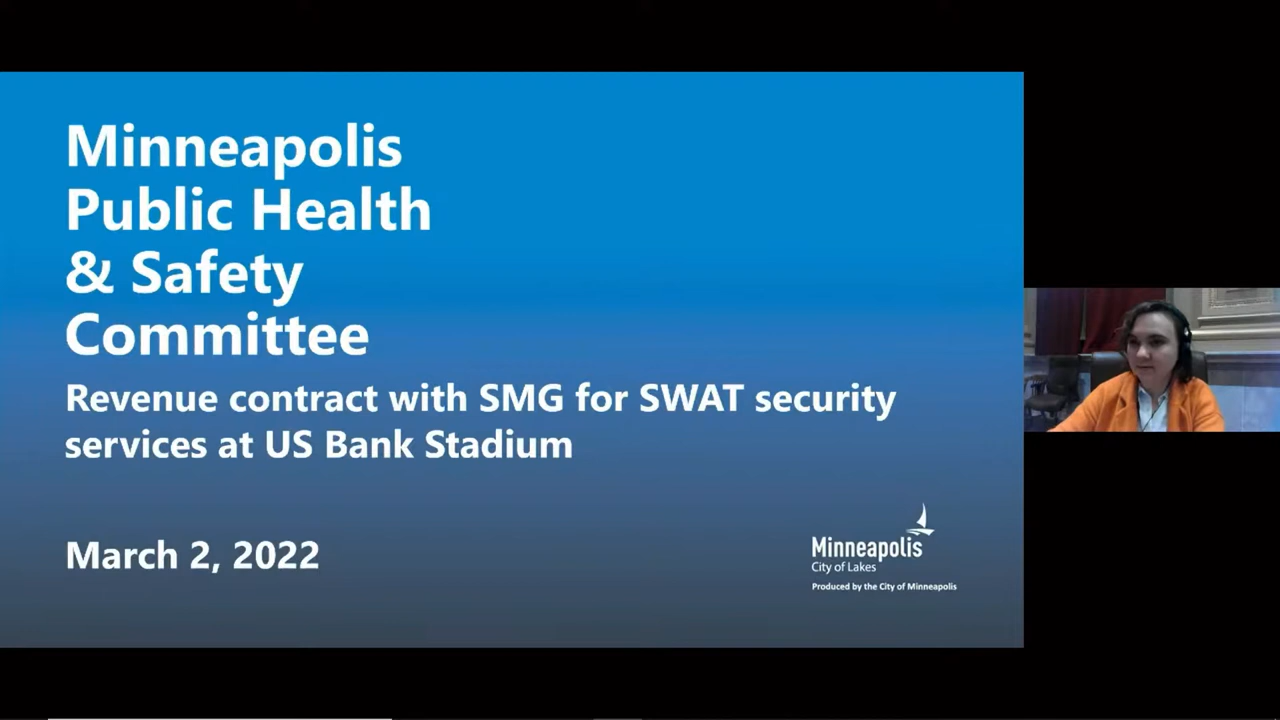 Minneapolis
Public Health
& Safety
Committee
Revenue contract with SMG for SWAT security
services at US Bank Stadium
March 2, 2022
Minneapolis
City of Lakes
Produced by the City of Minneapolis